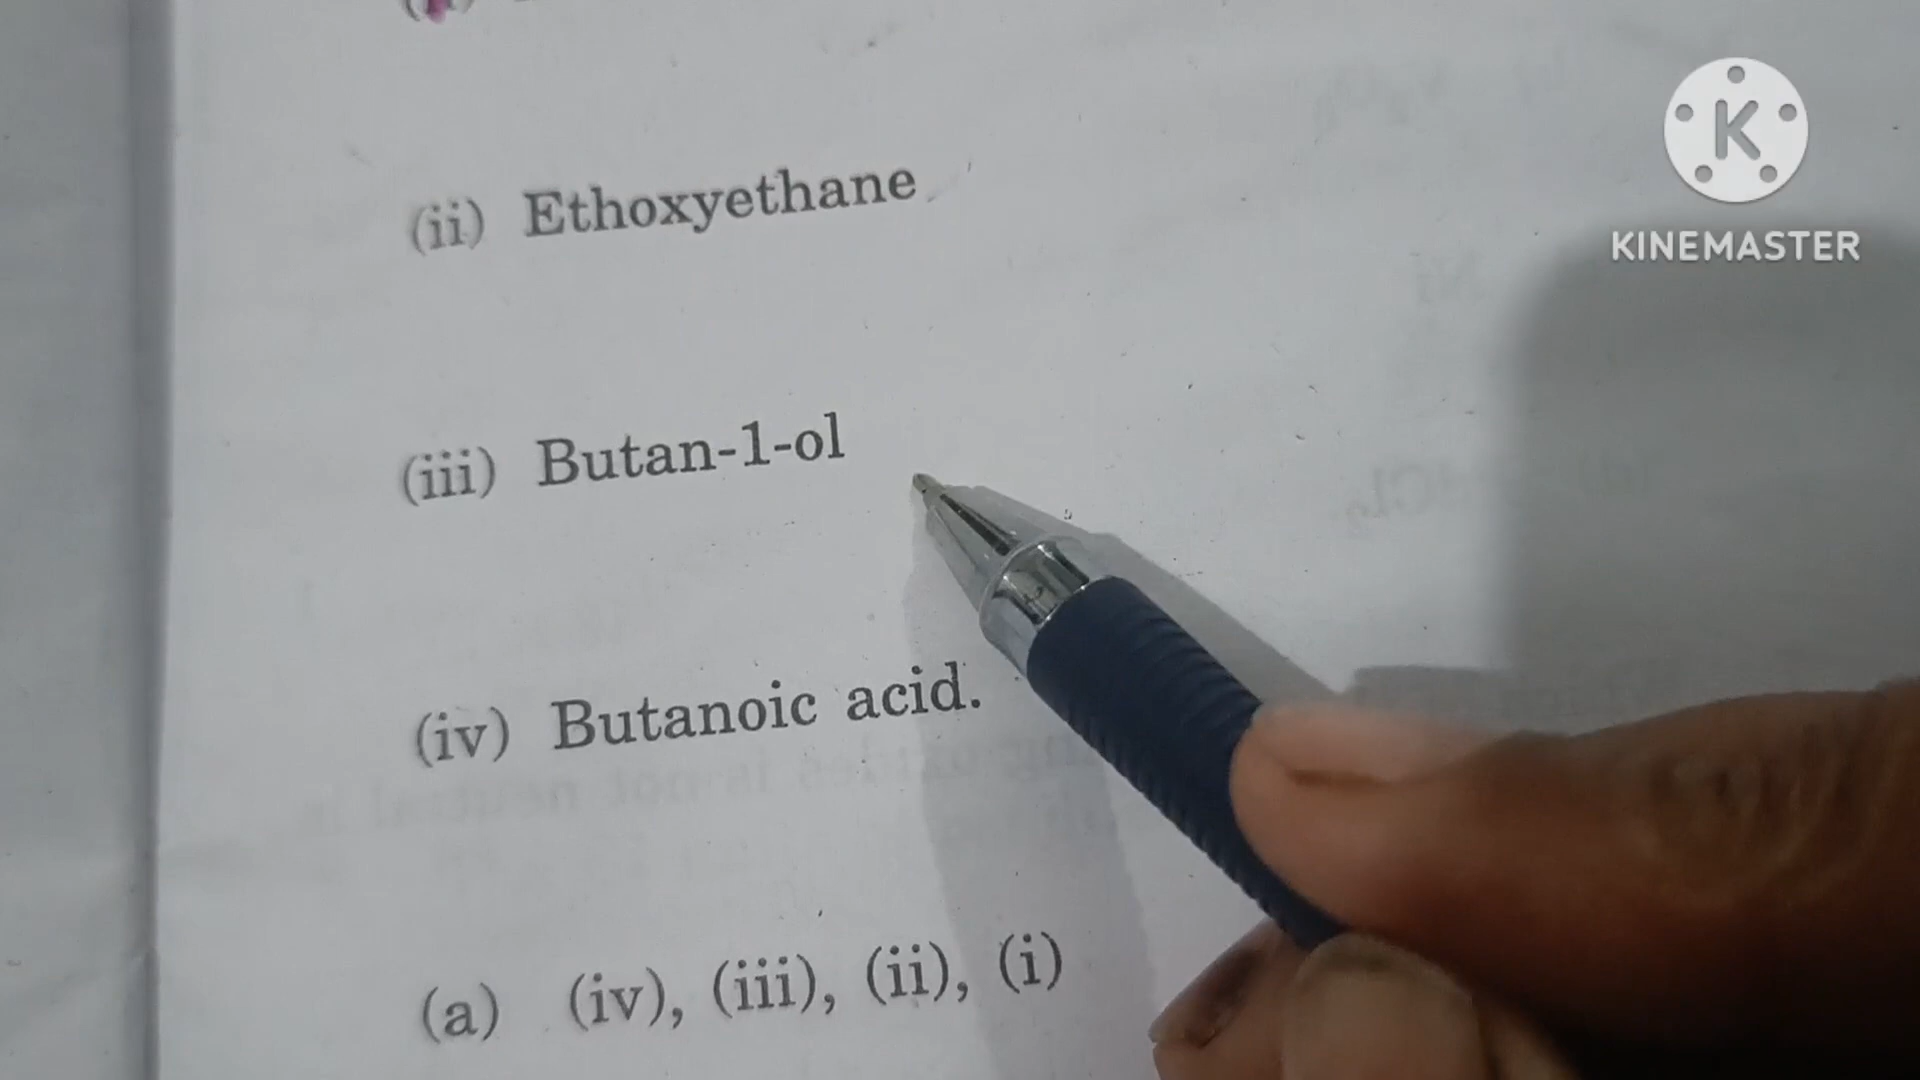 (ii) Ethoxyethane
K
KINEMASTER
(iii) Butan-1-ol
(iv) Butanoic acid.
(a) (iv), (iii), (ii), (i)